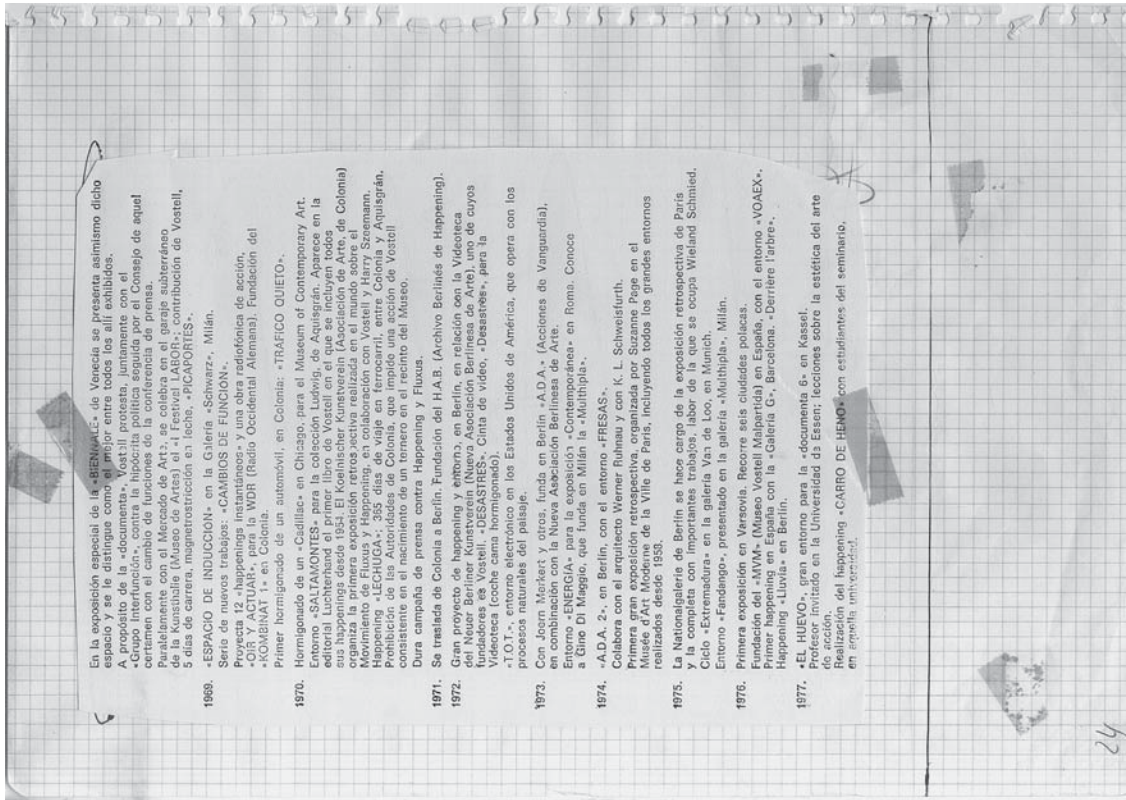 En la exposición especial de la «BIENNALE» de Venecia se presenta asimismo dicho
espacio y se le distingue como el mejor entre todos los allí exhibidos.
A propósito de la «documenta», Vostell protesta, juntamente con el
«Grupo Interfunción», contra la hipócrita política seguida por el Consejo de aquel
certamen con el cambio de funciones de la conferencia de prensa.
Paralelemente con el Mercado de Arte, se celebra en el garaje subterráneo
de la Kunsthalle (Museo de Artes) el «I Festival LABOR»; contribución de Vostell,
5 días de carrera, magnetostricción en leche, «PICAPORTES».
1969. «ESPACIO DE INDUCCION» en la Galería «Schwarz», Milán.
Serie de nuevos trabajos: «CAMBIOS DE FUNCION».
Proyecta 12 «happenings instantáneos» y una obra radiofónica de acción,
«OIR Y ACTUAR», para la WDR (Radio Occidental Alemana). Fundación del
«KOMBINAT 1» en Colonia.
Primer hormigonado de un automóvil, en Colonia: «TRAFICO QUIETO».
1970. Hormigonado de un «Cadillac» en Chicago, para el Museum of Contemporary Art.
Entorno «SALTAMONTES» para la colección Ludwig, de Aquisgrán. Aparece en la
editorial Luchterhand el primer libro de Vostell en el que se incluyen todos
sus happenings desde 1954. El Koelnischer Kunstverein (Asociación de Arte, de Colonia)
organiza la primera exposición retrospectiva realizada en el mundo sobre el
Movimiento de Fluxus y Happening, en colaboración con Vostell y Harry Szeemann.
Happening «LECHUGA»; 365 días de viaje en ferrocarril, entre Colonia y Aquisgrán.
Prohibición de las Autoridades de Colonia, que impide una acción de Vostell
consistente en el nacimiento de un ternero en el recinto del Museo.
Dura campaña de prensa contra Happening y Fluxus.
1971. Se traslada de Colonia a Berlín. Fundación del H.A.B. (Archivo Berlinés de Happening).
1972. Gran proyecto de happening y entorno, en Berlín, en relación con la Videoteca
del Neuer Berliner Kunstverein (Nueva Asociación Berlinesa de Arte), uno de cuyos
fundadores es Vostell. «DESASTRES», Cinta de vídeo, «Desastres», para la
Videoteca (coche cama hormigonado).
«T.O.T.», entorno electrónico en los Estados Unidos de América, que opera con los
procesos naturales del paisaje.
1973. Con Joern Merkert y otros, funda en Berlín «A.D.A.» (Acciones de Vanguardia),
en combinación con la Nueva Asociación Berlinesa de Arte.
Entorno «ENERGÍA» para la exposición «Contemporánea» en Roma. Conoce
a Gino Di Maggio, que funda en Milán la «Multhipla».
1974. «A.D.A. 2», en Berlín, con el entorno «FRESAS».
Colabora con el arquitecto Werner Ruhnau y con K. L. Schweisfurth.
Primera gran exposición retrospectiva, organizada por Suzanne Page en el
Musée d'Art Moderne de la Ville de París, incluyendo todos los grandes entornos
realizados desde 1958.
1975. La Nationalgalerie de Berlín se hace cargo de la exposición retrospectiva de París
y la completa con importantes trabajos, labor de la que se ocupa Wieland Schmied.
Ciclo «Extremadura» en la galería Van de Loo, en Munich.
Entorno «Fandango», presentado en la galería «Multhipla», Milán.
1976. Primera exposición en Varsovia. Recorre seis ciudades polacas.
Fundación del «MVM» (Museo Vostell Malpartida) en España, con el entorno «VOAEX».
Primer happening en España con la «Galería G», Barcelona. «Derrière l'arbre».
Happening «Lluvia» en Berlín.
1977. «EL HUEVO», gran entorno para la «documenta 6» en Kassel.
Profesor Invitado en la Universidad de Essen; lecciones sobre la estética del arte
de acción.
Realización del happening «CARRO DE HENO» con estudiantes del seminario,
en aquella universidad.
24